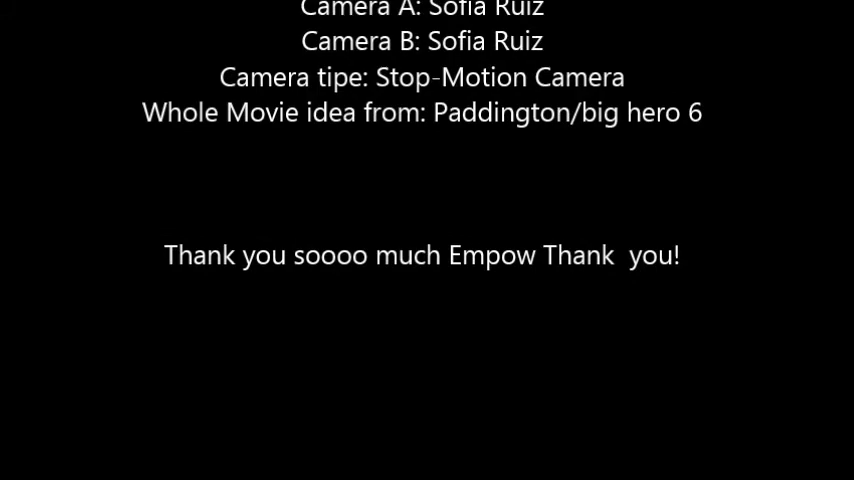 Camera A: Sofia Ruiz
Camera B: Sofia Ruiz
Camera tipe: Stop-Motion Camera
Whole Movie idea from: Paddington/big hero 6
Thank you soooo much Empow Thank  you!